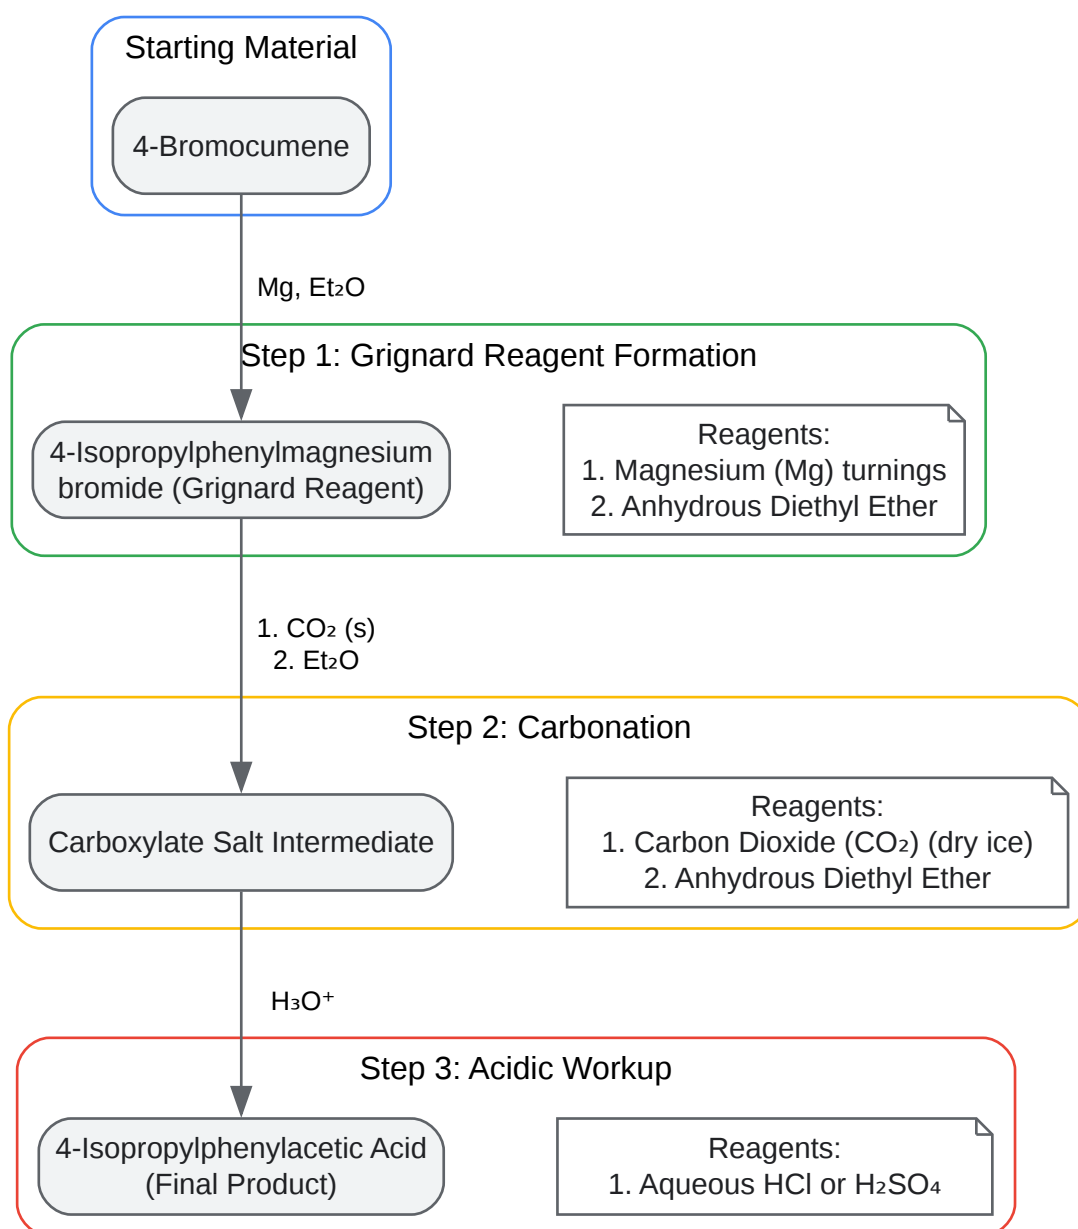 Starting Material
4-Bromocumene
Mg, Et₂O
Step 1: Grignard Reagent Formation
4-Isopropylphenylmagnesium
bromide (Grignard Reagent)
Reagents:
1. Magnesium (Mg) turnings
2. Anhydrous Diethyl Ether
1. CO₂ (s)
2. Et₂O
Step 2: Carbonation
Carboxylate Salt Intermediate
Reagents:
1. Carbon Dioxide (CO₂) (dry ice)
2. Anhydrous Diethyl Ether
H₃O⁺
Step 3: Acidic Workup
4-Isopropylphenylacetic Acid
(Final Product)
Reagents:
1. Aqueous HCl or H₂SO₄